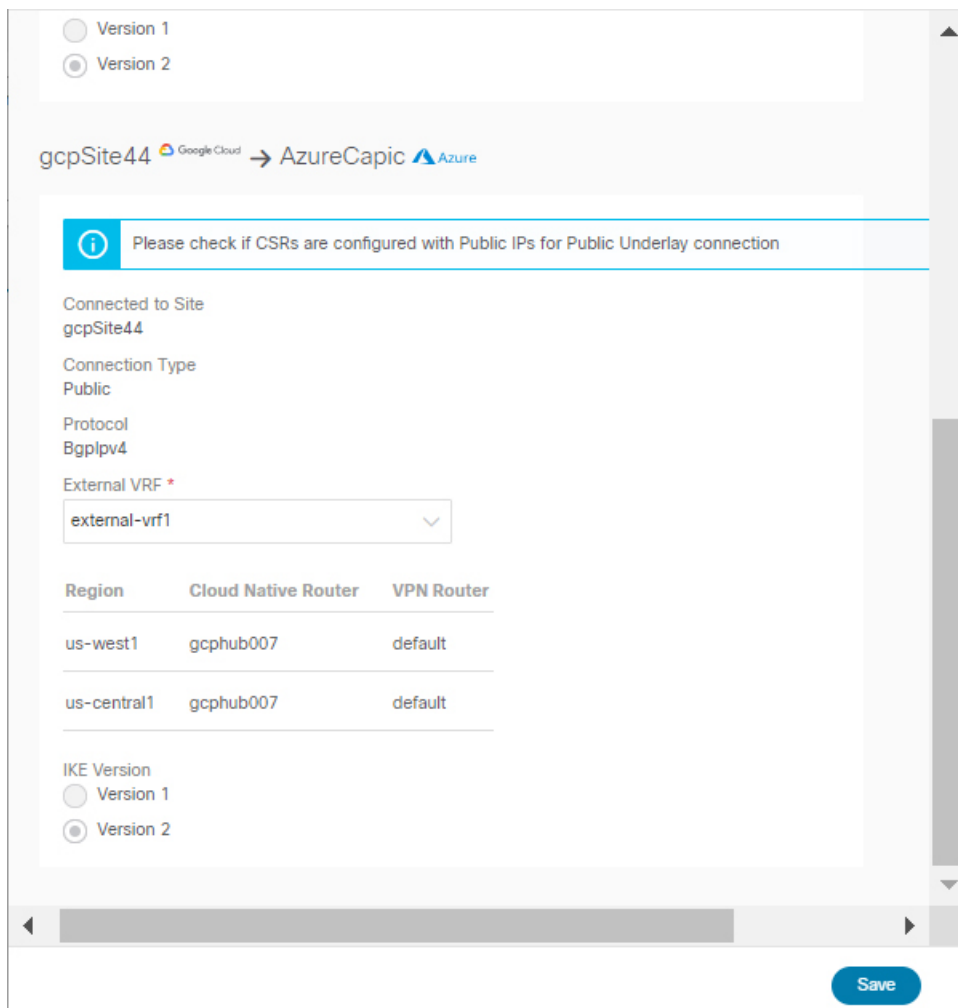 Version 1
Version 2
gcpSite44 Google Cloud → AzureCapic Azure
Please check if CSRs are configured with Public IPs for Public Underlay connection
Connected to Site
gcpSite44
Connection Type
Public
Protocol
BgpIpv4
External VRF *
external-vrf1
Region Cloud Native Router VPN Router
us-west1 gcphub007 default
us-central1 gcphub007 default
IKE Version
Version 1
Version 2
Save